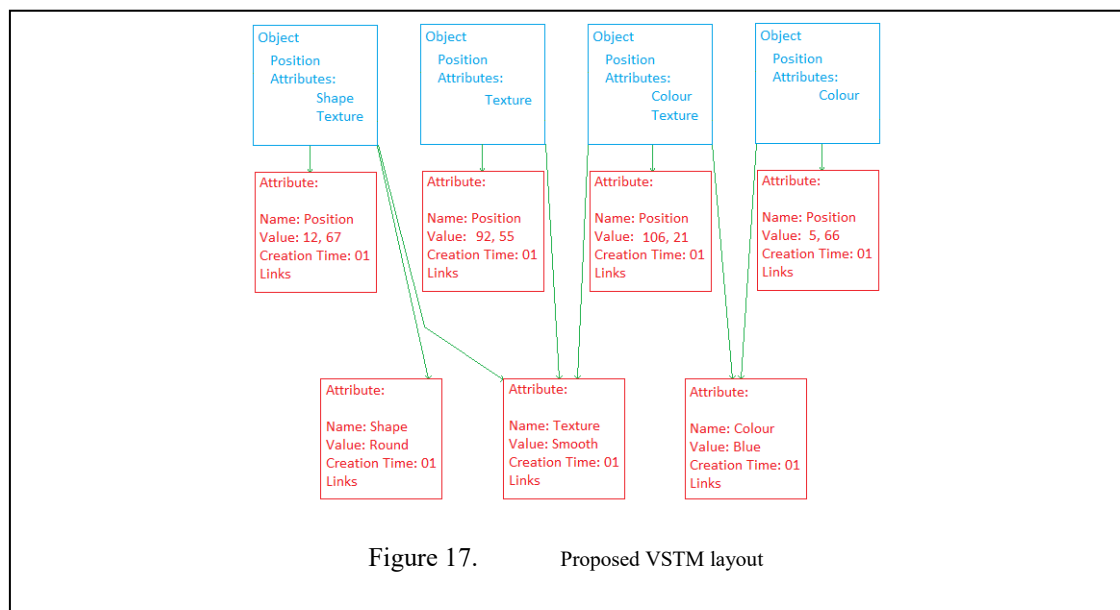 Object
Position
Attributes:
Shape
Texture
Object
Position
Attributes:
Texture
Object
Position
Attributes:
Colour
Texture
Object
Position
Attributes:
Colour
Attribute:
Name: Position
Value: 12, 67
Creation Time: 01
Links
Attribute:
Name: Position
Value: 92, 55
Creation Time: 01
Links
Attribute:
Name: Position
Value: 106, 21
Creation Time: 01
Links
Attribute:
Name: Position
Value: 5, 66
Creation Time: 01
Links
Attribute:
Name: Shape
Value: Round
Creation Time: 01
Links
Attribute:
Name: Texture
Value: Smooth
Creation Time: 01
Links
Attribute:
Name: Colour
Value: Blue
Creation Time: 01
Links
Figure 17. Proposed VSTM layout